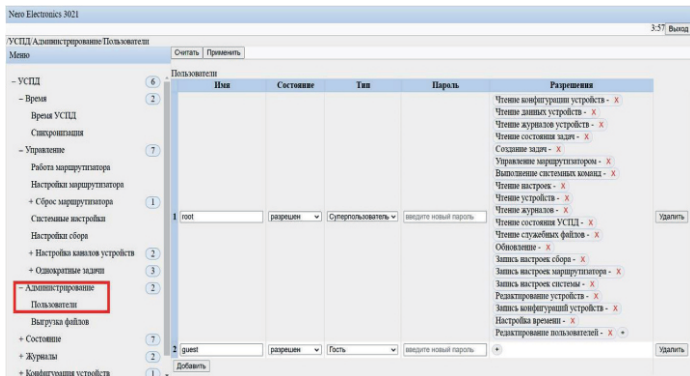 Nero Electronics 3021
3:57 Выход
/УСПД/Администрирование/Пользователи
Меню
Считать Применить
– УСПД 6
– Время 2
Время УСПД
Синхронизация
– Управление 7
Работа маршрутизатора
Настройки маршрутизатора
+ Сброс маршрутизатора 1
Системные настройки
Настройки сбора
+ Настройка каналов устройств 2
+ Однократные задачи 3
– Администрирование 2
Пользователи
Выгрузка файлов
+ Состояние 7
+ Журналы 2
+ Конфигурация устройств 1
Пользователи
Имя Состояние Тип Пароль Разрешения
1 root разрешен Суперпользователь введите новый пароль
Чтение конфигурации устройств - X
Чтение данных устройств - X
Чтение журналов устройств - X
Чтение состояния задач - X
Создание задач - X
Управление маршрутизатором - X
Выполнение системных команд - X
Чтение настроек - X
Чтение устройств - X
Чтение журналов - X
Чтение состояния УСПД - X
Чтение служебных файлов - X
Обновление - X
Запись настроек сбора - X
Запись настроек маршрутизатора - X
Запись настроек системы - X
Редактирование устройств - X
Запись конфигураций устройств - X
Настройка времени - X
Редактирование пользователей - X +
Удалить
2 guest разрешен Гость введите новый пароль + Удалить
Добавить